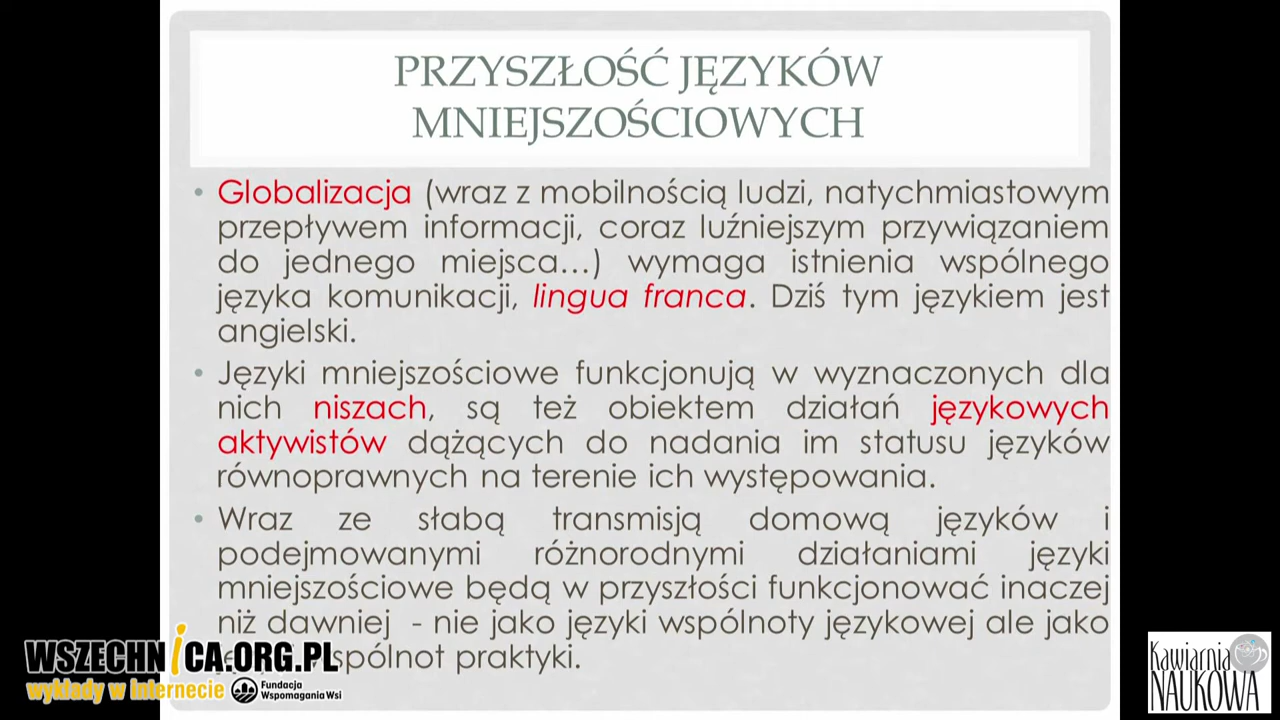 PRZYSZŁOŚĆ JĘZYKÓW
MNIEJSZOŚCIOWYCH
• Globalizacja (wraz z mobilnością ludzi, natychmiastowym
przepływem informacji, coraz luźniejszym przywiązaniem
do jednego miejsca...) wymaga istnienia wspólnego
języka komunikacji, lingua franca. Dziś tym językiem jest
angielski.
• Języki mniejszościowe funkcjonują w wyznaczonych dla
nich niszach, są też obiektem działań językowych
aktywistów dążących do nadania im statusu języków
równoprawnych na terenie ich występowania.
• Wraz ze słabą transmisją domową języków i
podejmowanymi różnorodnymi działaniami języki
mniejszościowe będą w przyszłości funkcjonować inaczej
niż dawniej - nie jako języki wspólnoty językowej ale jako
praktyki.
WSZECHNICA.ORG.PL
wykłady w internecie
Fundacja
Wspomagania Wsi
Kawiarnia
NAUKOWA